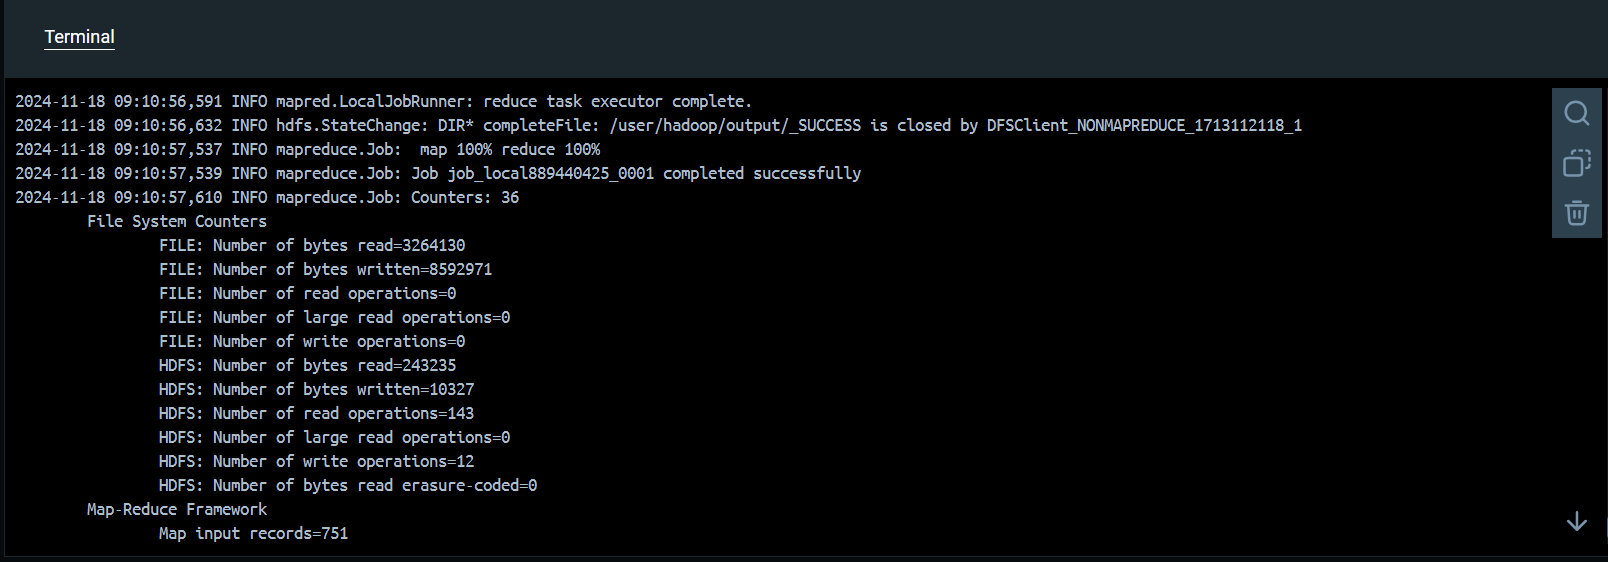 Terminal
2024-11-18 09:10:56,591 INFO mapred.LocalJobRunner: reduce task executor complete.
2024-11-18 09:10:56,632 INFO hdfs.StateChange: DIR* completeFile: /user/hadoop/output/_SUCCESS is closed by DFSClient_NONMAPREDUCE_1713112118_1
2024-11-18 09:10:57,537 INFO mapreduce.Job:  map 100% reduce 100%
2024-11-18 09:10:57,539 INFO mapreduce.Job: Job job_local889440425_0001 completed successfully
2024-11-18 09:10:57,610 INFO mapreduce.Job: Counters: 36
File System Counters
FILE: Number of bytes read=3264130
FILE: Number of bytes written=8592971
FILE: Number of read operations=0
FILE: Number of large read operations=0
FILE: Number of write operations=0
HDFS: Number of bytes read=243235
HDFS: Number of bytes written=10327
HDFS: Number of read operations=143
HDFS: Number of large read operations=0
HDFS: Number of write operations=12
HDFS: Number of bytes read erasure-coded=0
Map-Reduce Framework
Map input records=751